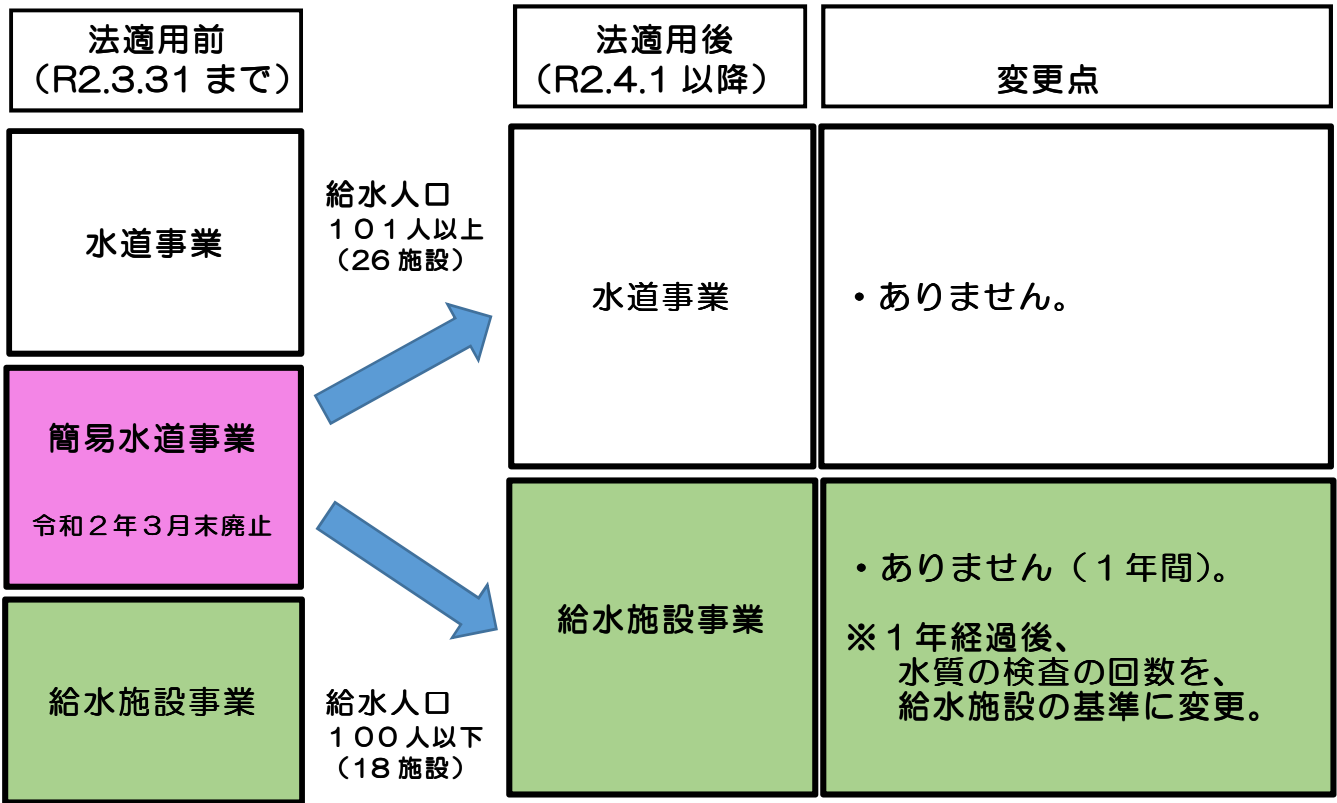 法適用前
（R2.3.31 まで）
法適用後
（R2.4.1 以降）
変更点
水道事業
給水人口
１０１人以上
（26 施設）
水道事業
・ありません。
簡易水道事業
令和２年３月末廃止
給水施設事業
・ありません（１年間）。
※１年経過後、
水質の検査の回数を、
給水施設の基準に変更。
給水施設事業
給水人口
１００人以下
（18 施設）